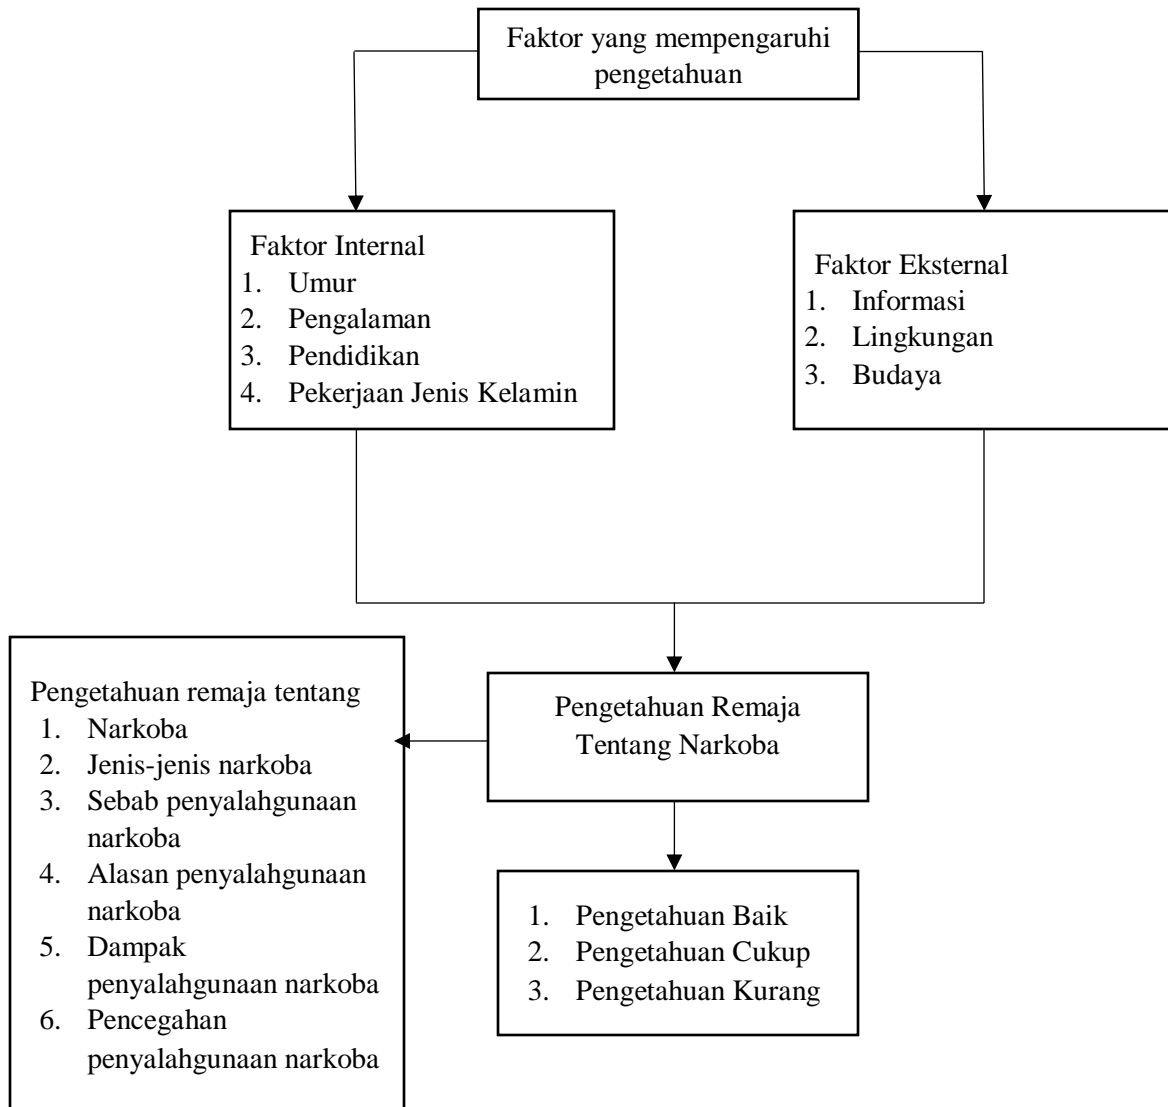 Faktor yang mempengaruhi
pengetahuan
Faktor Internal
1. Umur
2. Pengalaman
3. Pendidikan
4. Pekerjaan Jenis Kelamin
Faktor Eksternal
1. Informasi
2. Lingkungan
3. Budaya
Pengetahuan remaja tentang
1. Narkoba
2. Jenis-jenis narkoba
3. Sebab penyalahgunaan
narkoba
4. Alasan penyalahgunaan
narkoba
5. Dampak
penyalahgunaan narkoba
6. Pencegahan
penyalahgunaan narkoba
Pengetahuan Remaja
Tentang Narkoba
1. Pengetahuan Baik
2. Pengetahuan Cukup
3. Pengetahuan Kurang